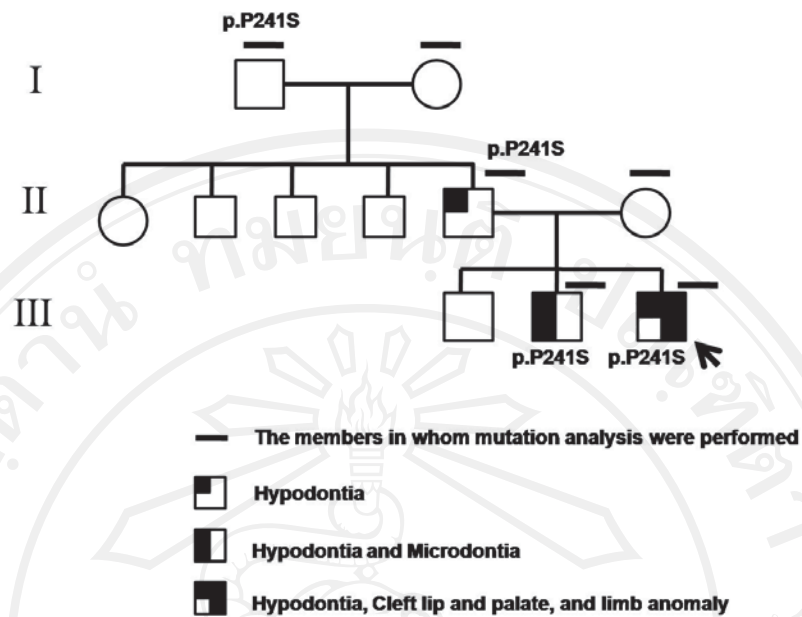 p.P241S
I
p.P241S
II
III
p.P241S p.P241S
The members in whom mutation analysis were performed
Hypodontia
Hypodontia and Microdontia
Hypodontia, Cleft lip and palate, and limb anomaly